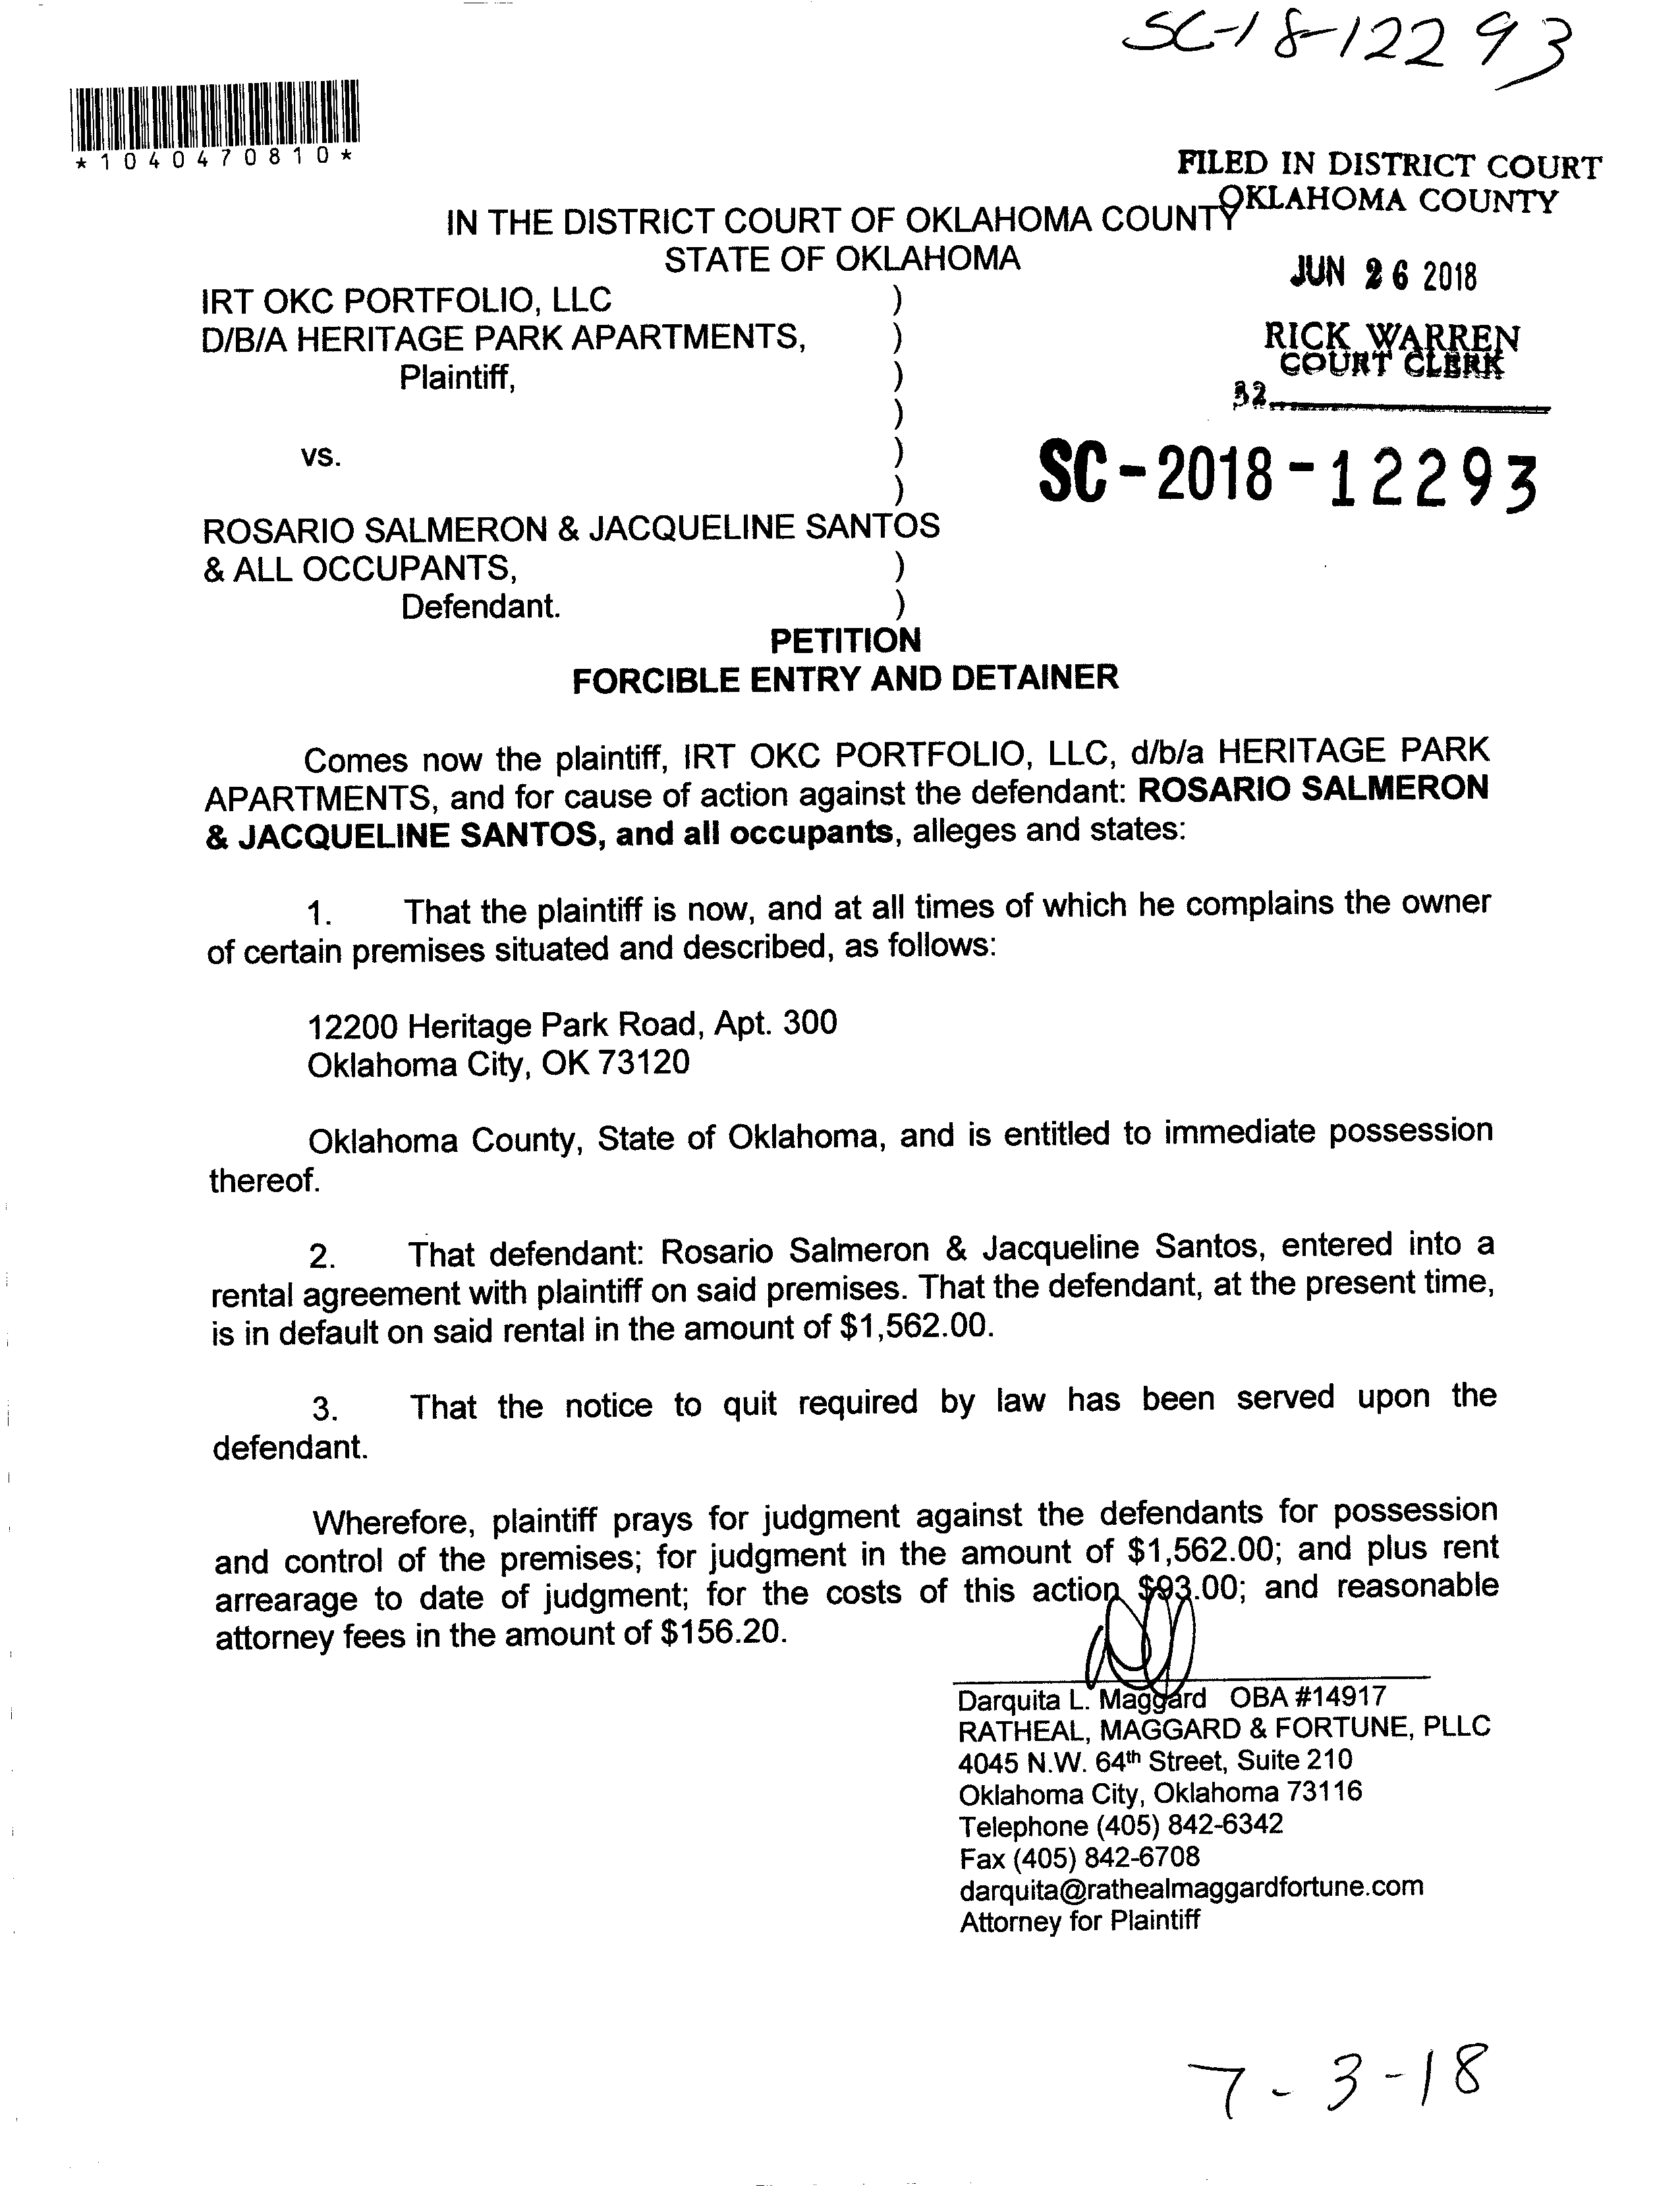 SC-18-12293
*1040470810*
FILED IN DISTRICT COURT
OKLAHOMA COUNTY
IN THE DISTRICT COURT OF OKLAHOMA COUNTY
STATE OF OKLAHOMA
JUN 26 2018
IRT OKC PORTFOLIO, LLC )
D/B/A HERITAGE PARK APARTMENTS, )
RICK WARREN
COURT CLERK
Plaintiff, )
32
)
vs. )
SC-2018-12293
)
ROSARIO SALMERON & JACQUELINE SANTOS
& ALL OCCUPANTS, )
Defendant. )
PETITION
FORCIBLE ENTRY AND DETAINER
Comes now the plaintiff, IRT OKC PORTFOLIO, LLC, d/b/a HERITAGE PARK
APARTMENTS, and for cause of action against the defendant: ROSARIO SALMERON
& JACQUELINE SANTOS, and all occupants, alleges and states:
1. That the plaintiff is now, and at all times of which he complains the owner
of certain premises situated and described, as follows:
12200 Heritage Park Road, Apt. 300
Oklahoma City, OK 73120
Oklahoma County, State of Oklahoma, and is entitled to immediate possession
thereof.
2. That defendant: Rosario Salmeron & Jacqueline Santos, entered into a
rental agreement with plaintiff on said premises. That the defendant, at the present time,
is in default on said rental in the amount of $1,562.00.
3. That the notice to quit required by law has been served upon the
defendant.
Wherefore, plaintiff prays for judgment against the defendants for possession
and control of the premises; for judgment in the amount of $1,562.00; and plus rent
arrearage to date of judgment; for the costs of this action $93.00; and reasonable
attorney fees in the amount of $156.20.
Darquita L. Maggard OBA #14917
RATHEAL, MAGGARD & FORTUNE, PLLC
4045 N.W. 64th Street, Suite 210
Oklahoma City, Oklahoma 73116
Telephone (405) 842-6342
Fax (405) 842-6708
darquita@rathealmaggardfortune.com
Attorney for Plaintiff
7-3-18